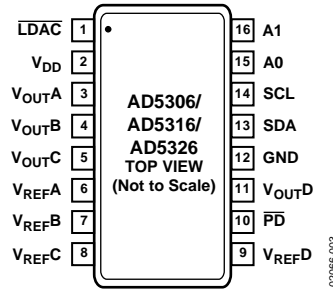 LDAC 1 16 A1
VDD 2 15 A0
VOUTA 3 14 SCL
VOUTB 4 13 SDA
VOUTC 5 12 GND
VREFA 6 11 VOUTD
VREFB 7 10 PD
VREFC 8 9 VREFD
AD5306/
AD5316/
AD5326
TOP VIEW
(Not to Scale)
02066-003